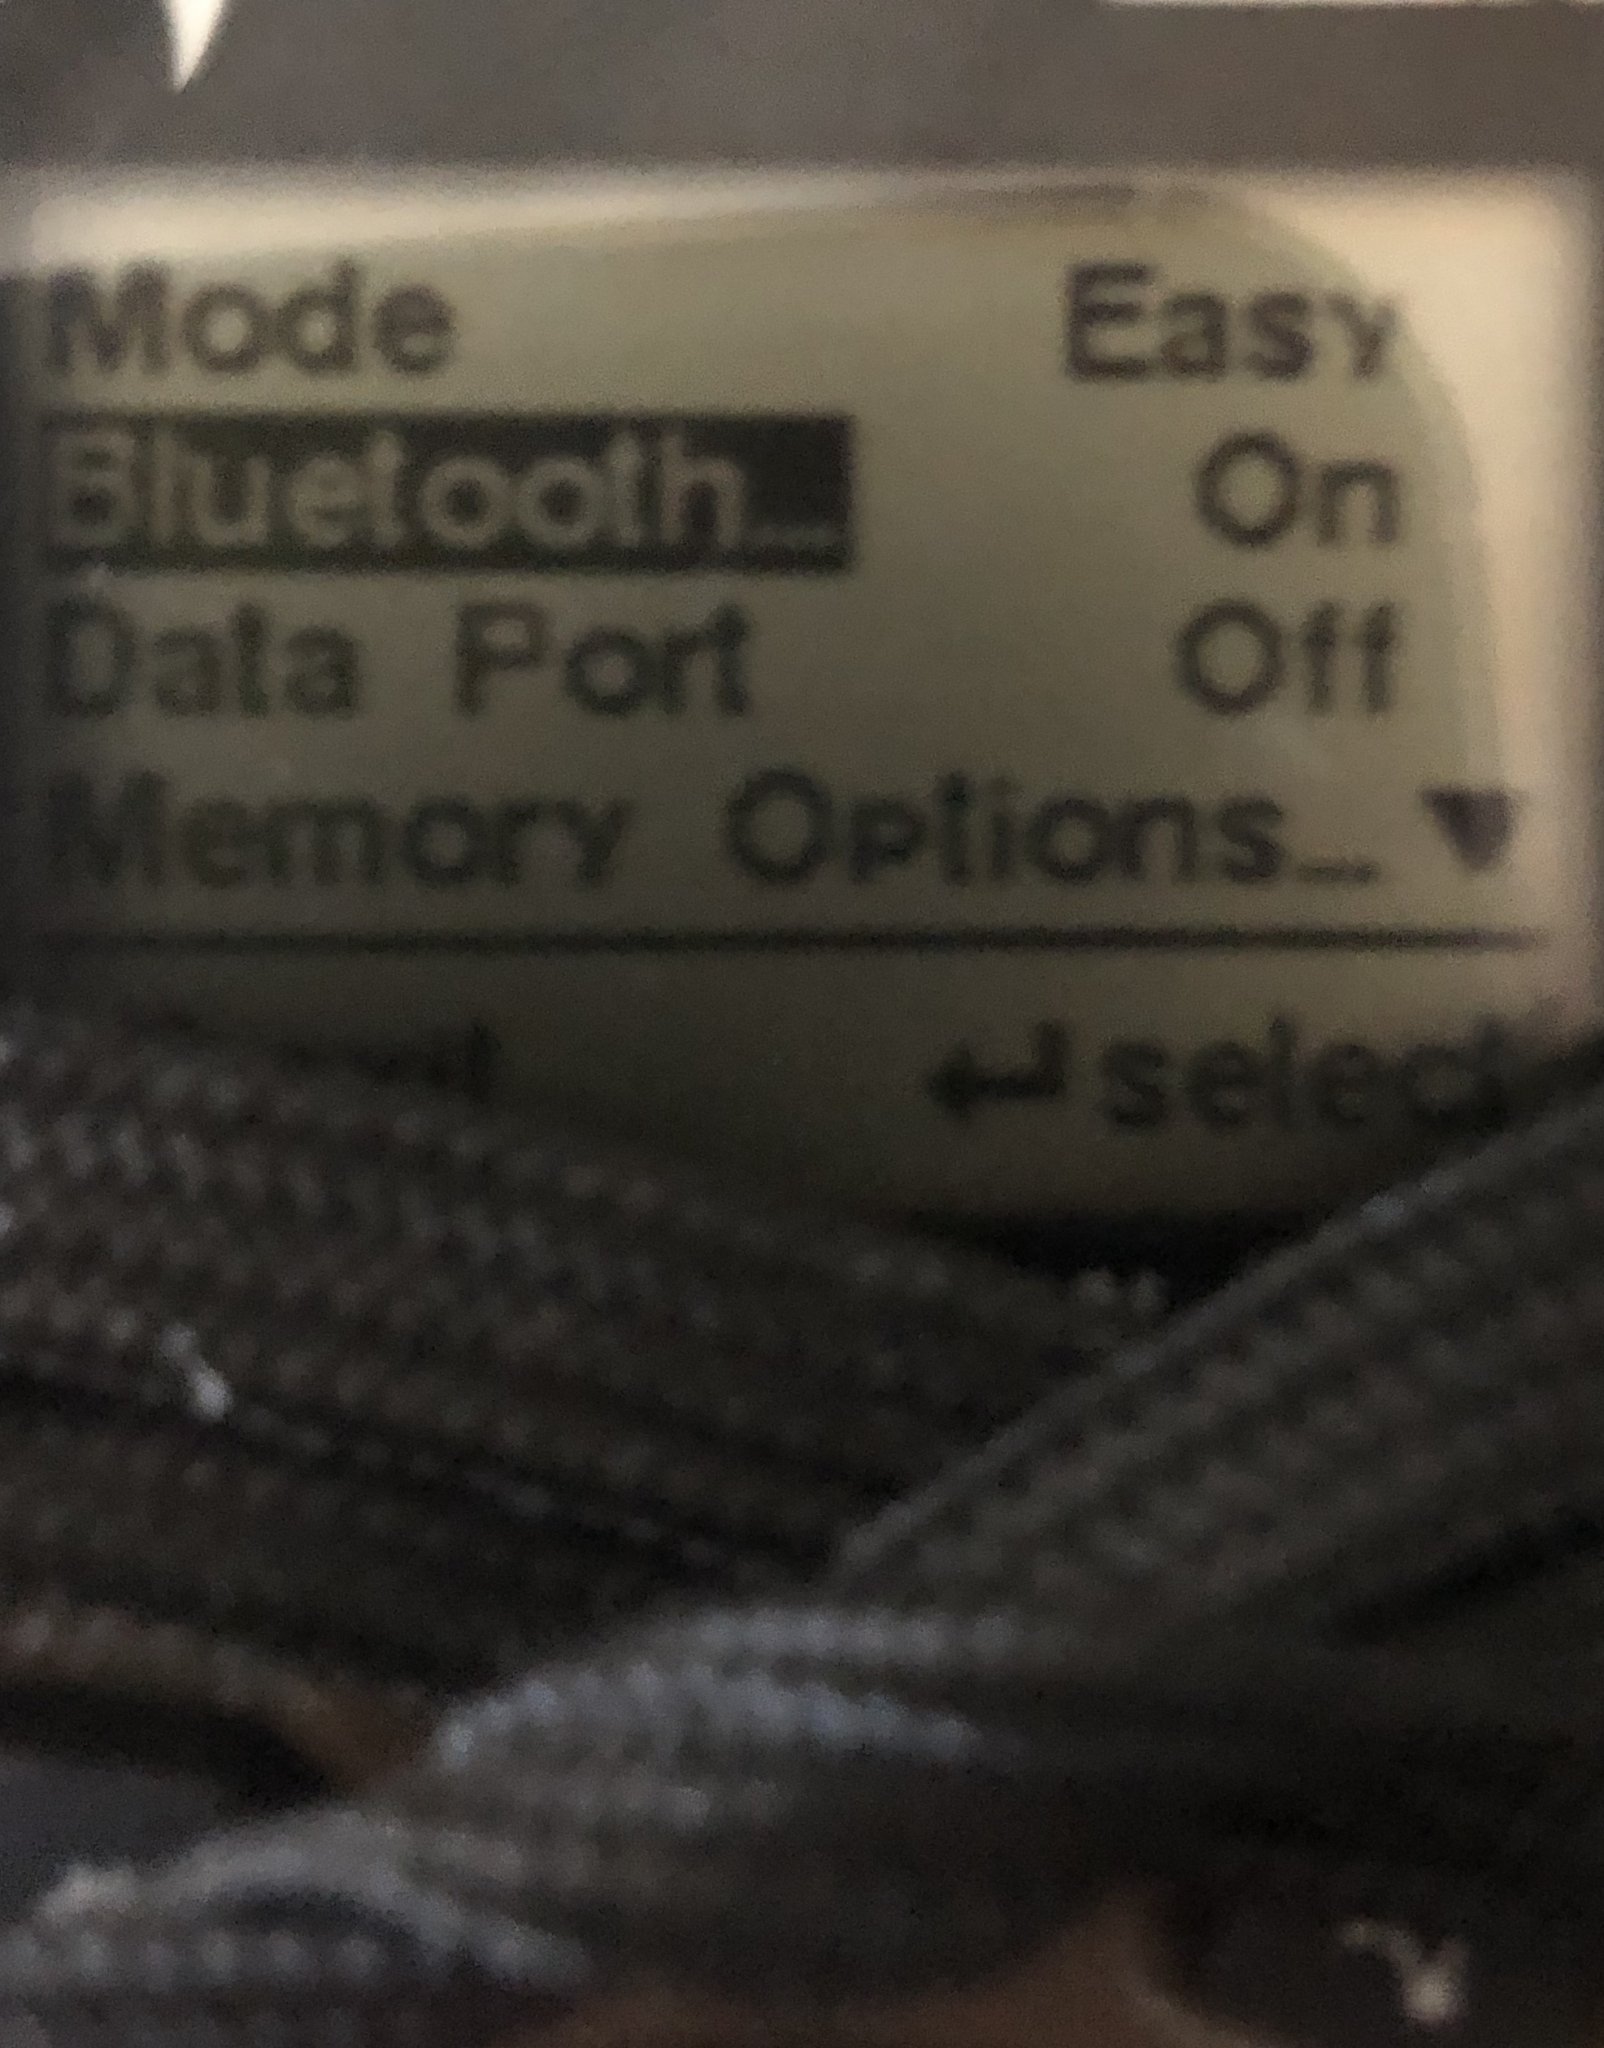 Mode Easy
Bluetooth... On
Data Port Off
Memory Options...
select